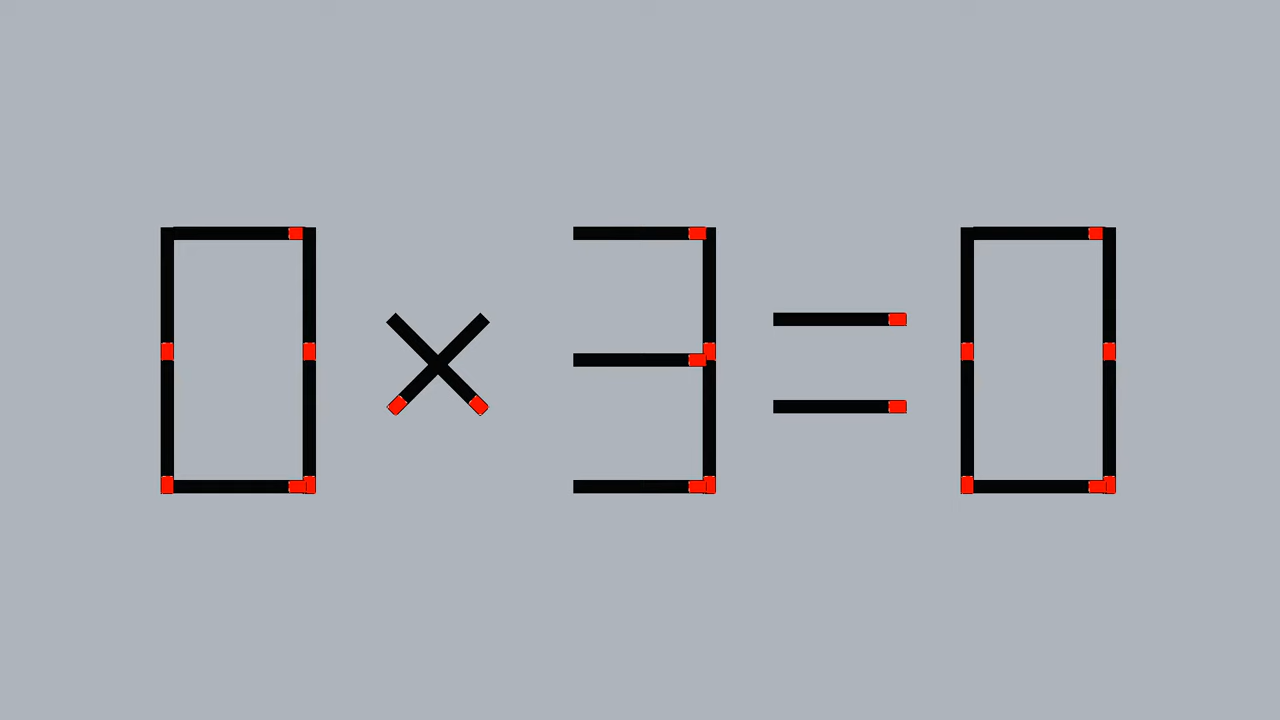 0 × 3 = 0